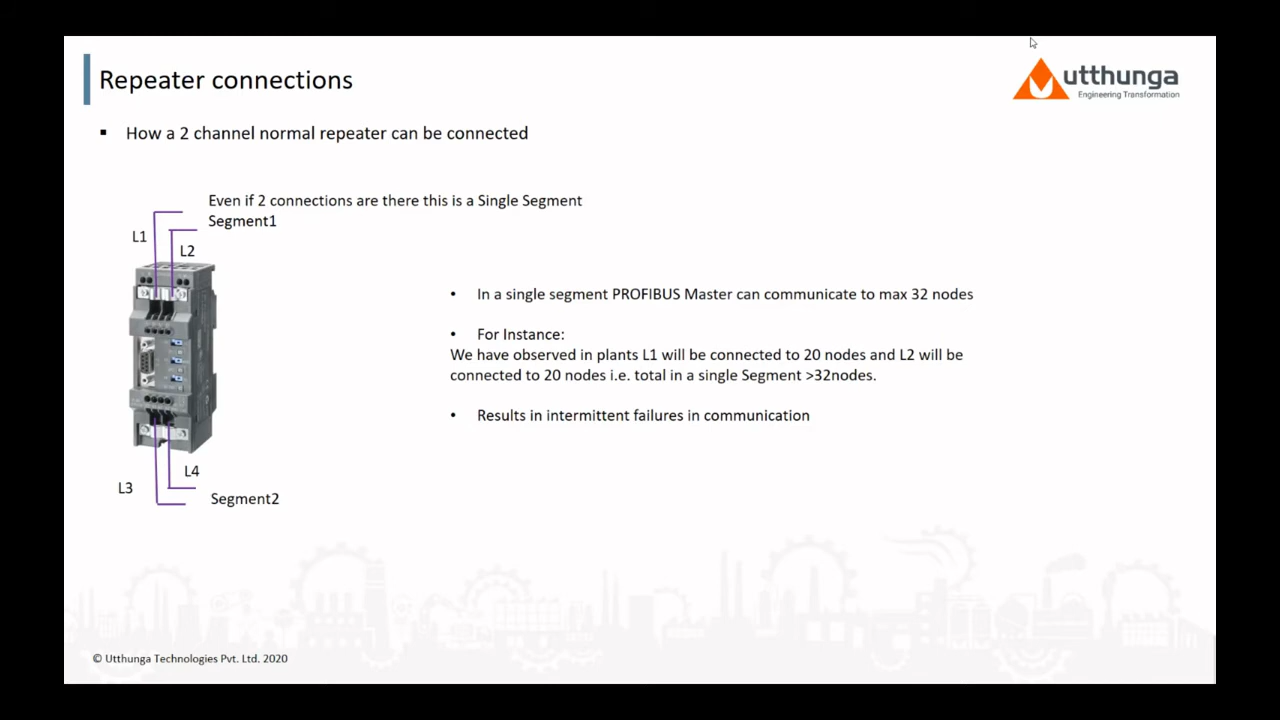 Repeater connections
utthunga
Engineering Transformation
▪ How a 2 channel normal repeater can be connected
Even if 2 connections are there this is a Single Segment
Segment1
L1
L2
• In a single segment PROFIBUS Master can communicate to max 32 nodes
• For Instance:
We have observed in plants L1 will be connected to 20 nodes and L2 will be
connected to 20 nodes i.e. total in a single Segment >32nodes.
• Results in intermittent failures in communication
L4
L3
Segment2
© Utthunga Technologies Pvt. Ltd. 2020